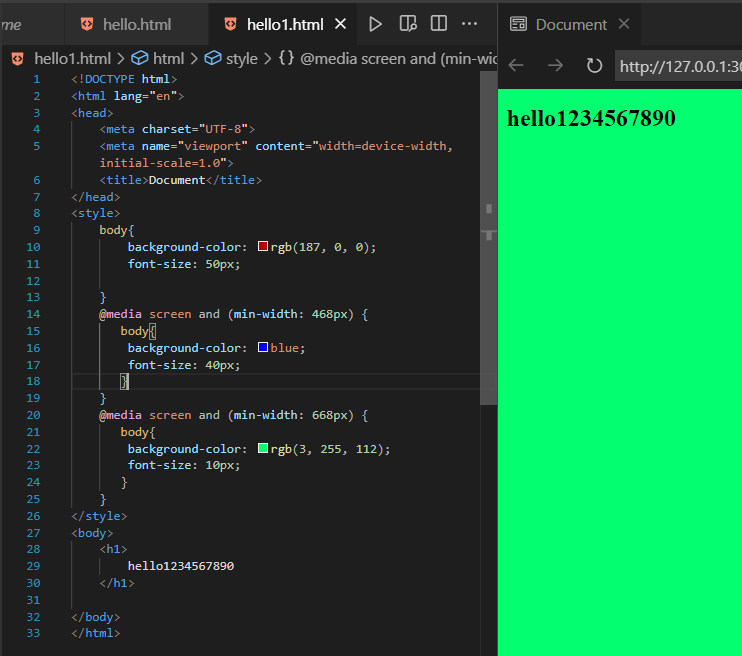 me hello.html hello1.html Document
hello1.html > html > style > {} @media screen and (min-wid
http://127.0.0.1:30
1 <!DOCTYPE html>
2 <html lang="en">
3 <head>
4 <meta charset="UTF-8">
5 <meta name="viewport" content="width=device-width,
initial-scale=1.0">
6 <title>Document</title>
7 </head>
8 <style>
9 body{
10 background-color: rgb(187, 0, 0);
11 font-size: 50px;
12
13 }
14 @media screen and (min-width: 468px) {
15 body{
16 background-color: blue;
17 font-size: 40px;
18 }
19 }
20 @media screen and (min-width: 668px) {
21 body{
22 background-color: rgb(3, 255, 112);
23 font-size: 10px;
24 }
25 }
26 </style>
27 <body>
28 <h1>
29 hello1234567890
30 </h1>
31
32 </body>
33 </html>
hello1234567890